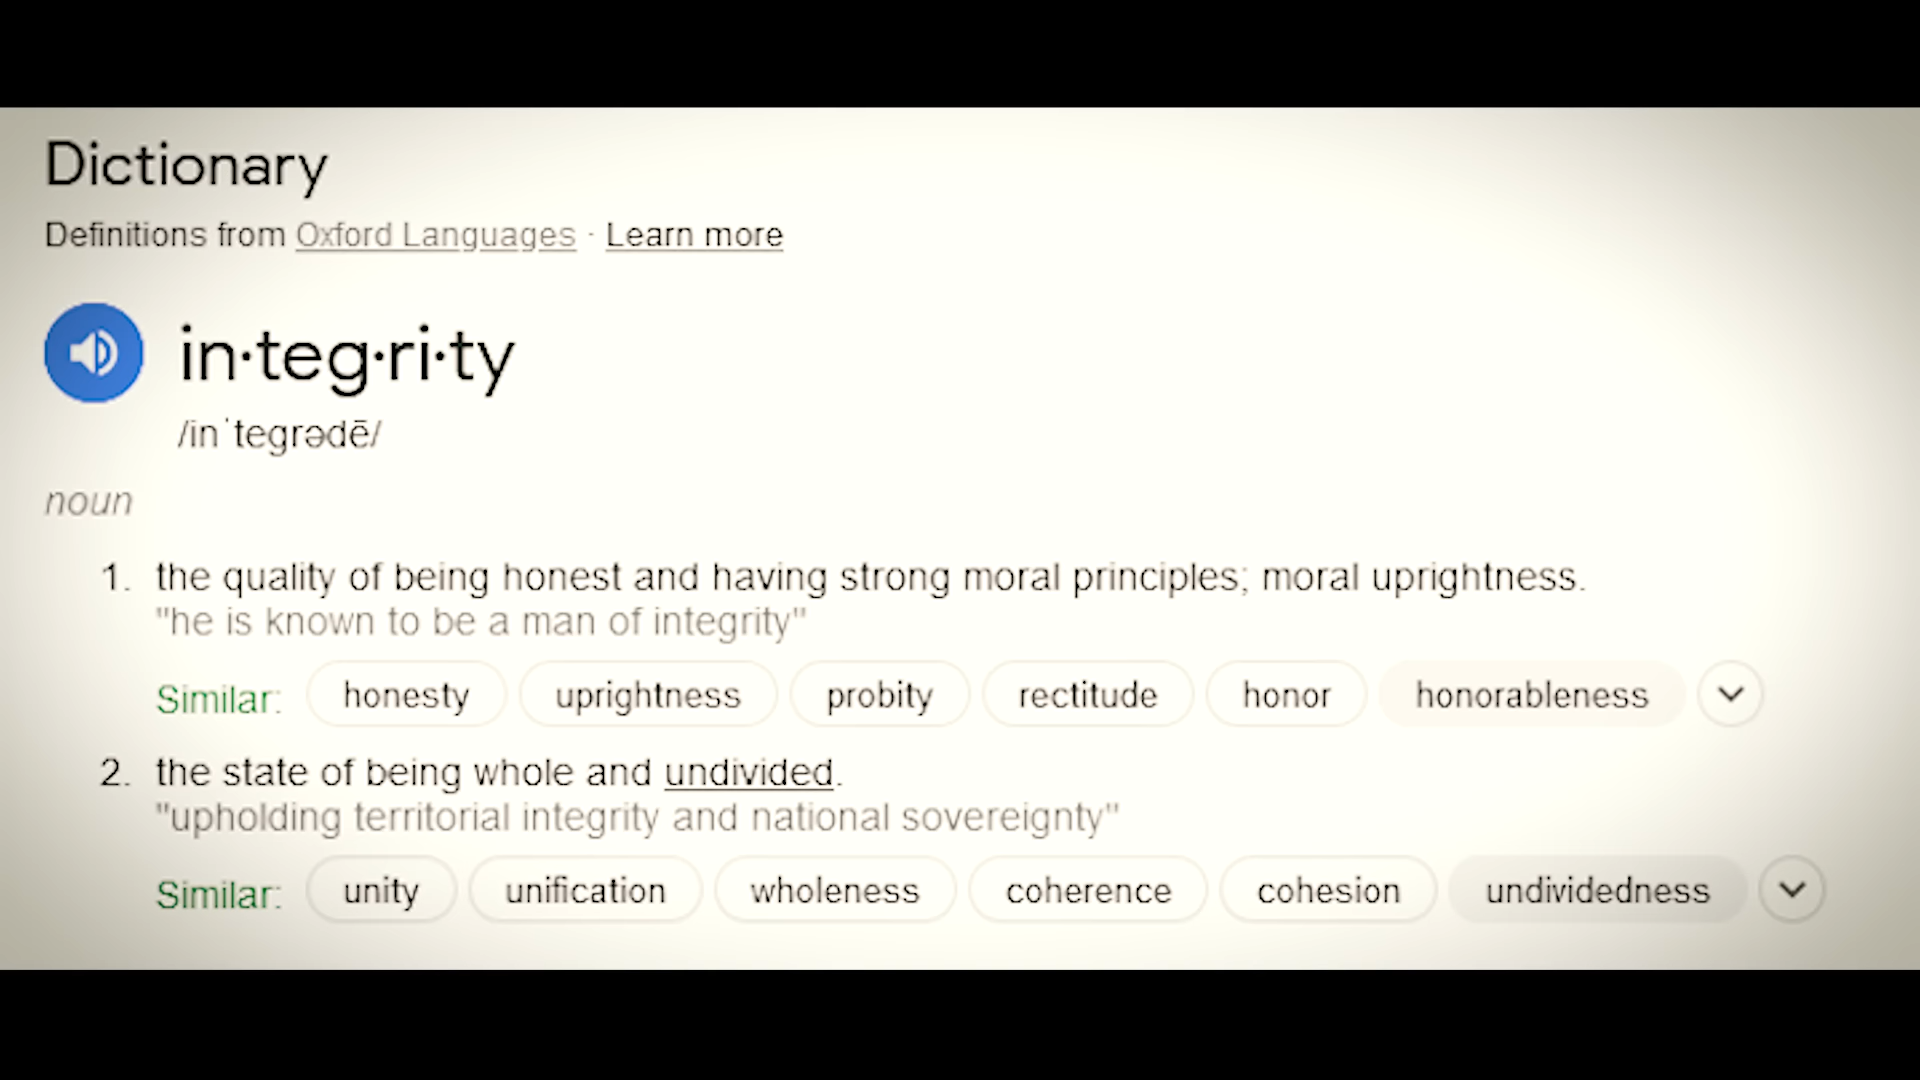 Dictionary
Definitions from Oxford Languages · Learn more
in·teg·ri·ty
/inˈtegrədē/
noun
1. the quality of being honest and having strong moral principles; moral uprightness.
"he is known to be a man of integrity"
Similar: honesty uprightness probity rectitude honor honorableness
2. the state of being whole and undivided.
"upholding territorial integrity and national sovereignty"
Similar: unity unification wholeness coherence cohesion undividedness